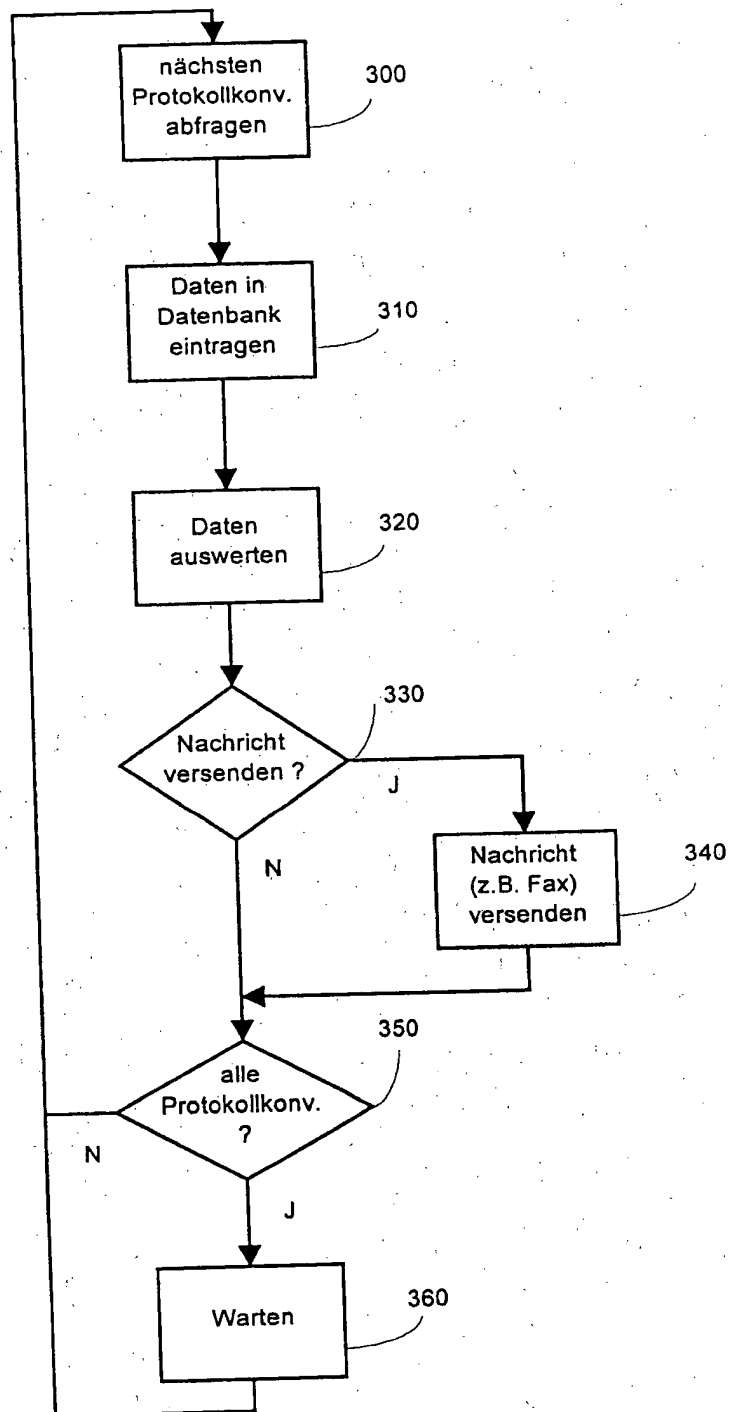 nächsten
Protokollkonv.
abfragen
300
Daten in
Datenbank
eintragen
310
Daten
auswerten
320
330
Nachricht
versenden ?
J
N
Nachricht
(z.B. Fax)
versenden
340
350
alle
Protokollkonv.
?
N
J
Warten
360